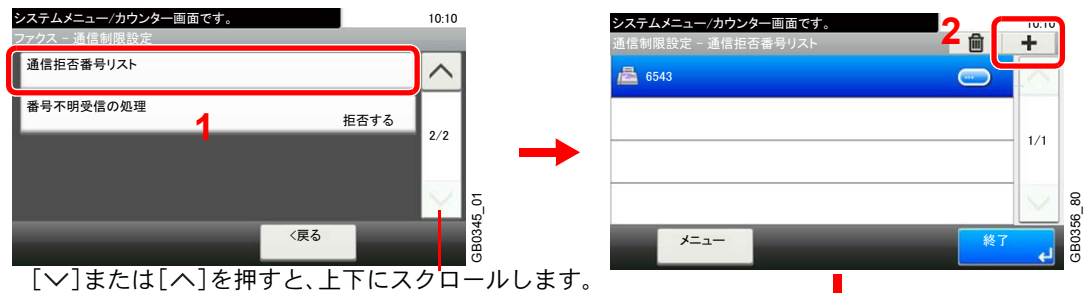 システムメニュー/カウンター画面です。
10:10
ファクス - 通信制限設定
通信拒否番号リスト
番号不明受信の処理
拒否する
1
2/2
<戻る
GB0345_01
[∨]または[∧]を押すと、上下にスクロールします。
システムメニュー/カウンター画面です。
10:10
通信制限設定 - 通信拒否番号リスト
2
+
6543
...
1/1
メニュー
終了
GB0356_80